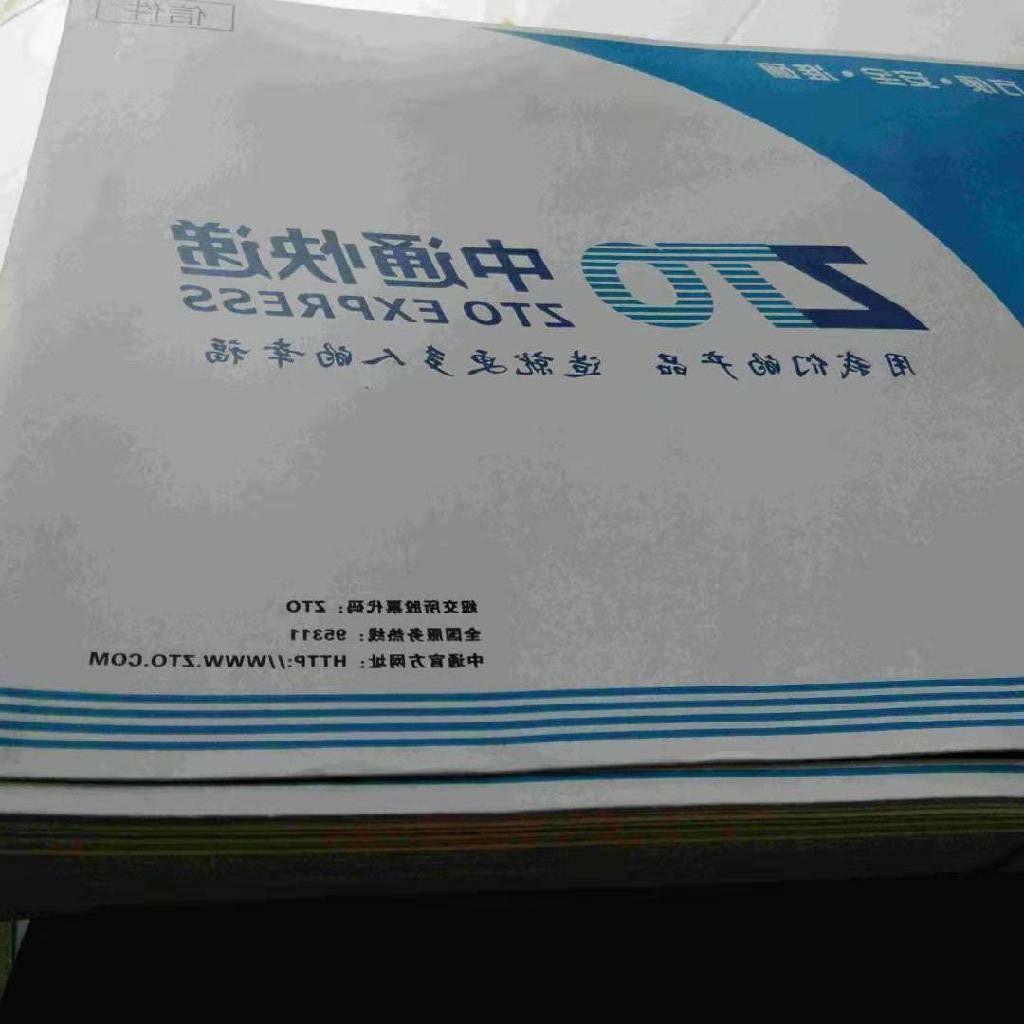 信件
快速·准确
ZTO
中通快递
ZTO EXPRESS
用我们的产品 造就更多人的幸福
纽交所股票代码：ZTO
全国服务热线：95311
中通官方网址：HTTP://WWW.ZTO.COM